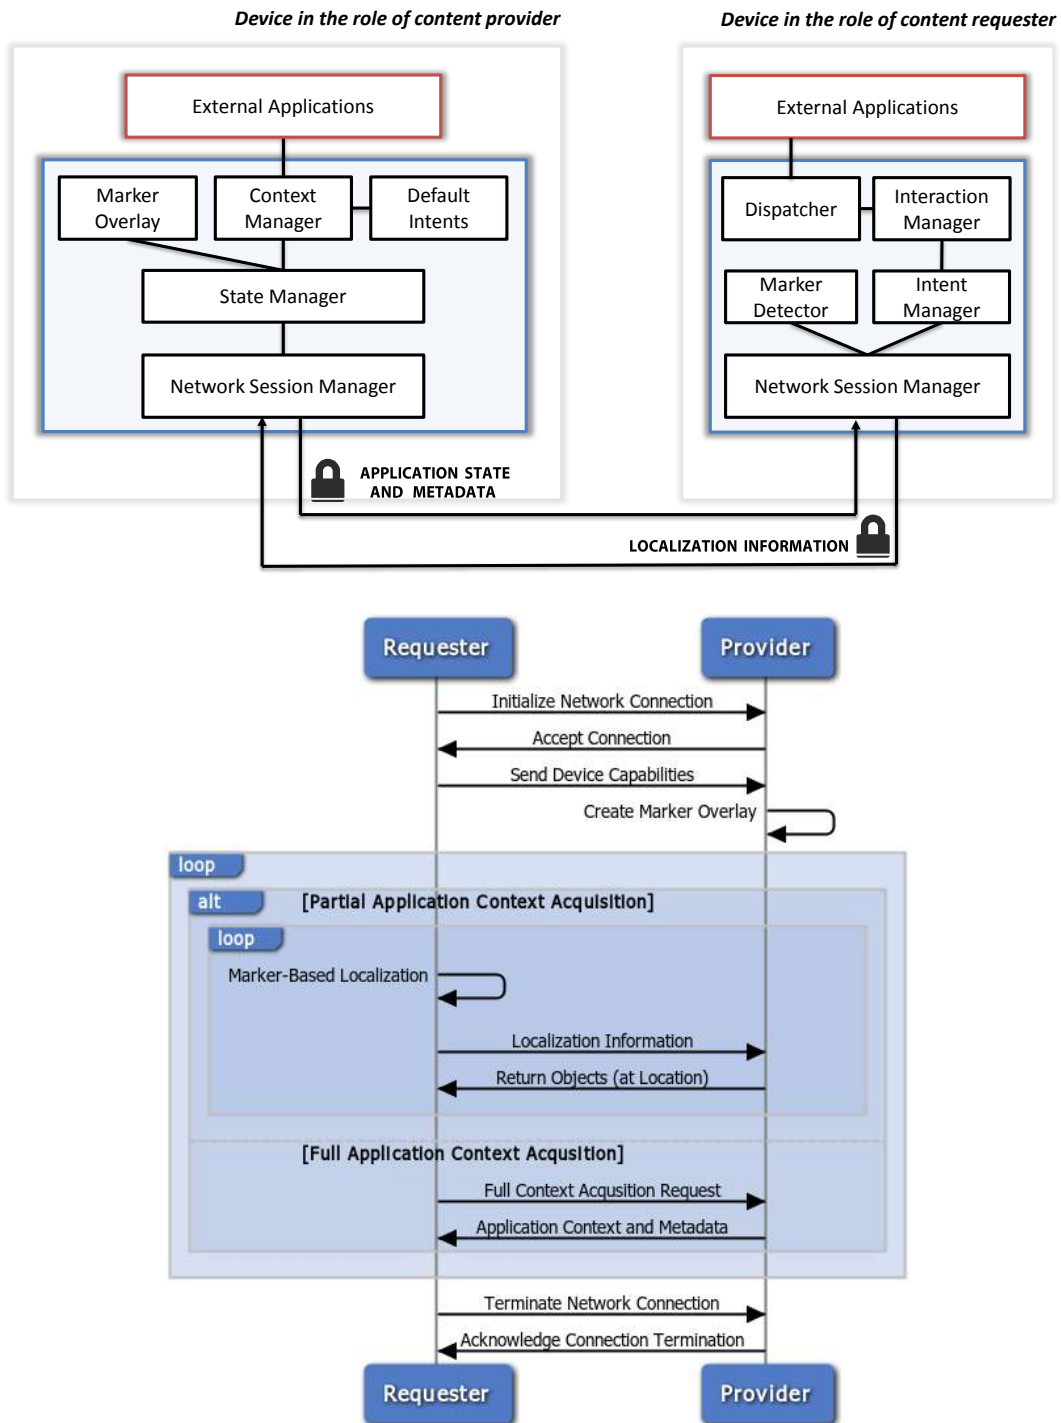 Device in the role of content provider
Device in the role of content requester
External Applications
Marker
Overlay
Context
Manager
Default
Intents
State Manager
Network Session Manager
External Applications
Dispatcher
Interaction
Manager
Marker
Detector
Intent
Manager
Network Session Manager
APPLICATION STATE
AND METADATA
LOCALIZATION INFORMATION
Requester
Provider
Initialize Network Connection
Accept Connection
Send Device Capabilities
Create Marker Overlay
loop
alt
[Partial Application Context Acquisition]
loop
Marker-Based Localization
Localization Information
Return Objects (at Location)
[Full Application Context Acqusition]
Full Context Acqusition Request
Application Context and Metadata
Terminate Network Connection
Acknowledge Connection Termination
Requester
Provider